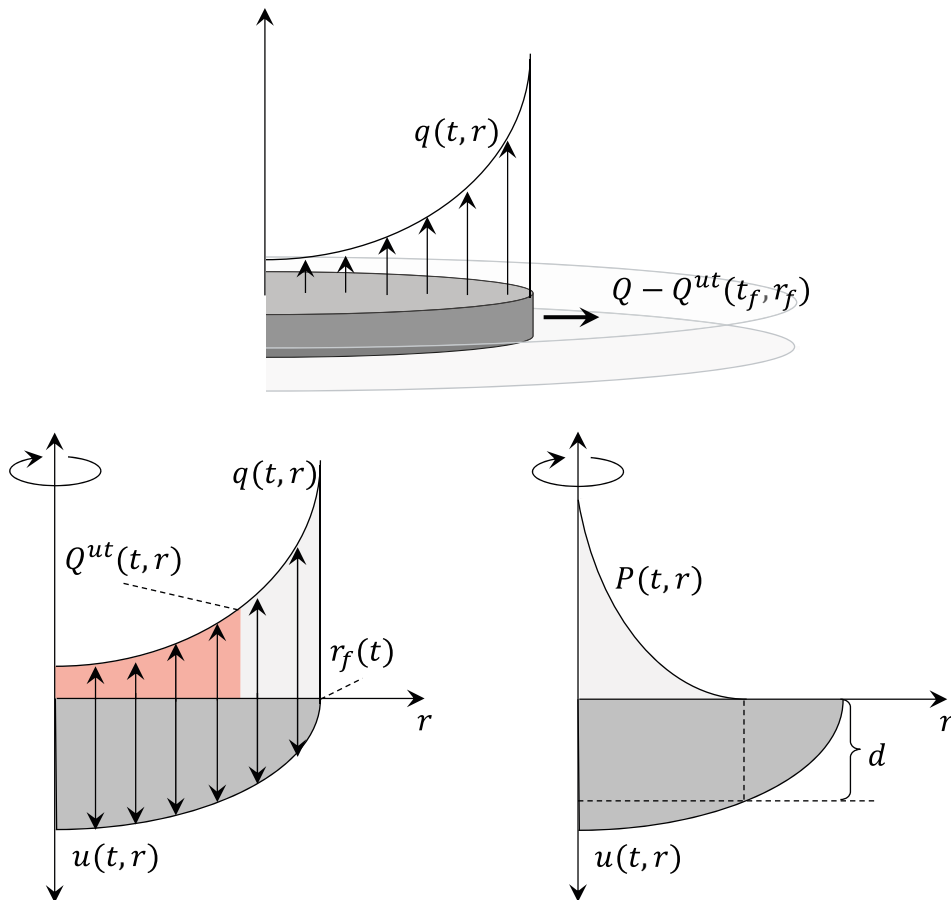 q(t,r)
Q − Q^{ut}(t_f,r_f)
q(t,r)
Q^{ut}(t,r)
r_f(t)
r
u(t,r)
P(t,r)
r
d
u(t,r)